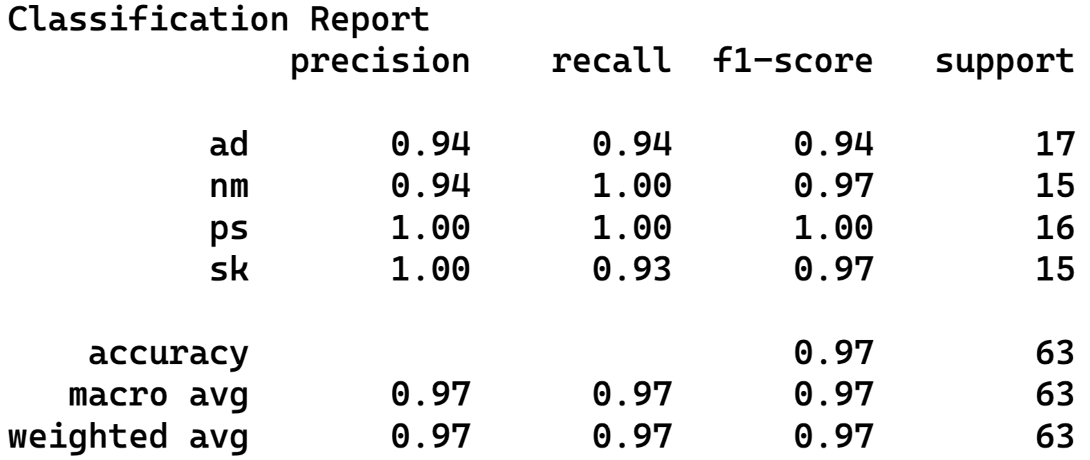 Classification Report
precision recall f1-score support
ad 0.94 0.94 0.94 17
nm 0.94 1.00 0.97 15
ps 1.00 1.00 1.00 16
sk 1.00 0.93 0.97 15
accuracy 0.97 63
macro avg 0.97 0.97 0.97 63
weighted avg 0.97 0.97 0.97 63